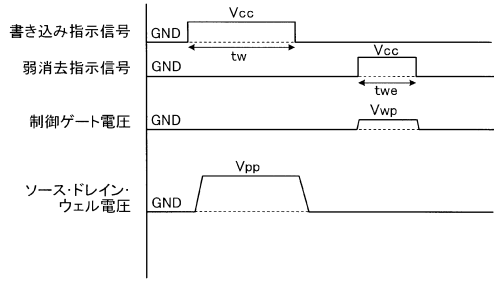 Vcc
書き込み指示信号
GND
tw
弱消去指示信号
GND
Vcc
twe
制御ゲート電圧
GND
Vwp
Vpp
ソース・ドレイン・
ウェル電圧
GND